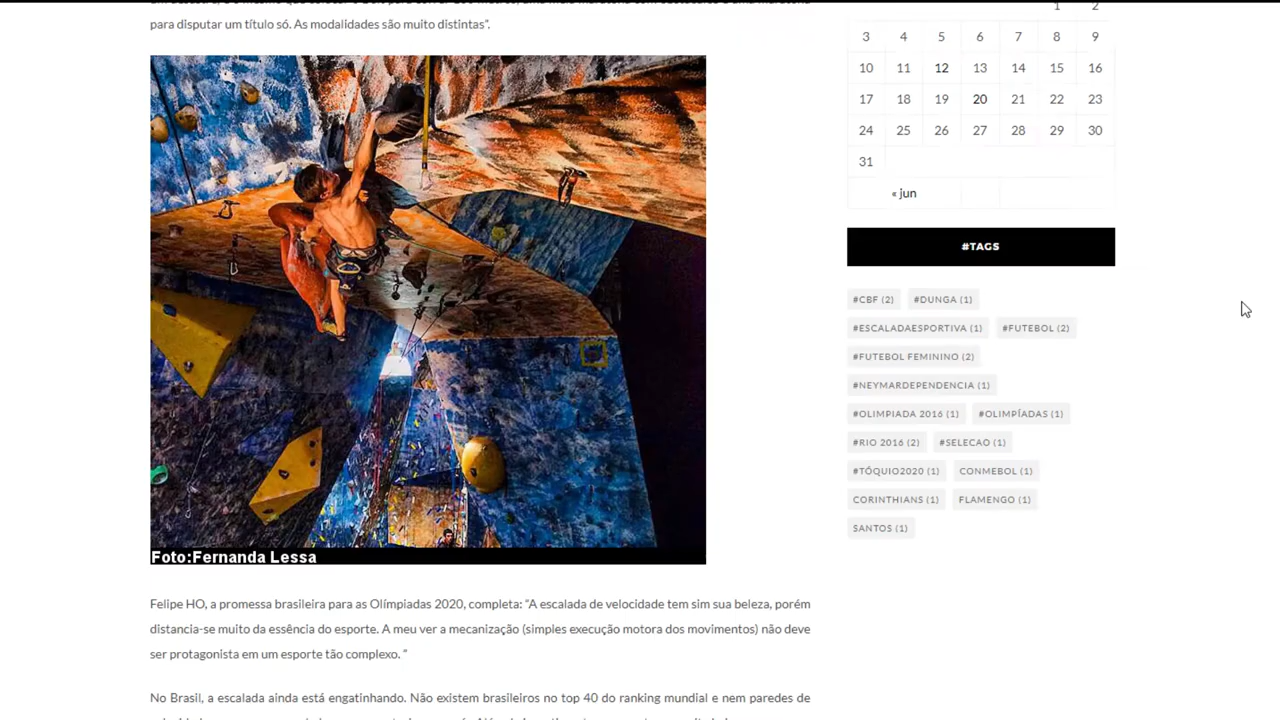 para disputar um título só. As modalidades são muito distintas".
Foto:Fernanda Lessa
Felipe HO, a promessa brasileira para as Olímpiadas 2020, completa: "A escalada de velocidade tem sim sua beleza, porém
distancia-se muito da essência do esporte. A meu ver a mecanização (simples execução motora dos movimentos) não deve
ser protagonista em um esporte tão complexo. "
No Brasil, a escalada ainda está engatinhando. Não existem brasileiros no top 40 do ranking mundial e nem paredes de
1 2
3 4 5 6 7 8 9
10 11 12 13 14 15 16
17 18 19 20 21 22 23
24 25 26 27 28 29 30
31
« jun
#TAGS
#CBF (2) #DUNGA (1)
#ESCALADAESPORTIVA (1) #FUTEBOL (2)
#FUTEBOL FEMININO (2)
#NEYMARDEPENDENCIA (1)
#OLIMPIADA 2016 (1) #OLIMPÍADAS (1)
#RIO 2016 (2) #SELECAO (1)
#TÓQUIO2020 (1) CONMEBOL (1)
CORINTHIANS (1) FLAMENGO (1)
SANTOS (1)